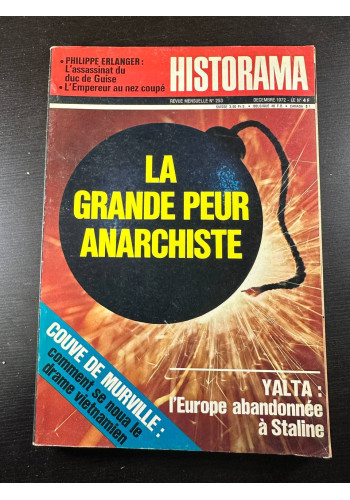 • PHILIPPE ERLANGER :
L'assassinat du
duc de Guise
• L'Empereur au nez coupé
HISTORAMA
REVUE MENSUELLE N° 253
DECEMBRE 1972 - LE N° 4 F
LA
GRANDE PEUR
ANARCHISTE
COUVE DE MURVILLE :
comment se noua le
drame vietnamien
YALTA :
l'Europe abandonnée
à Staline